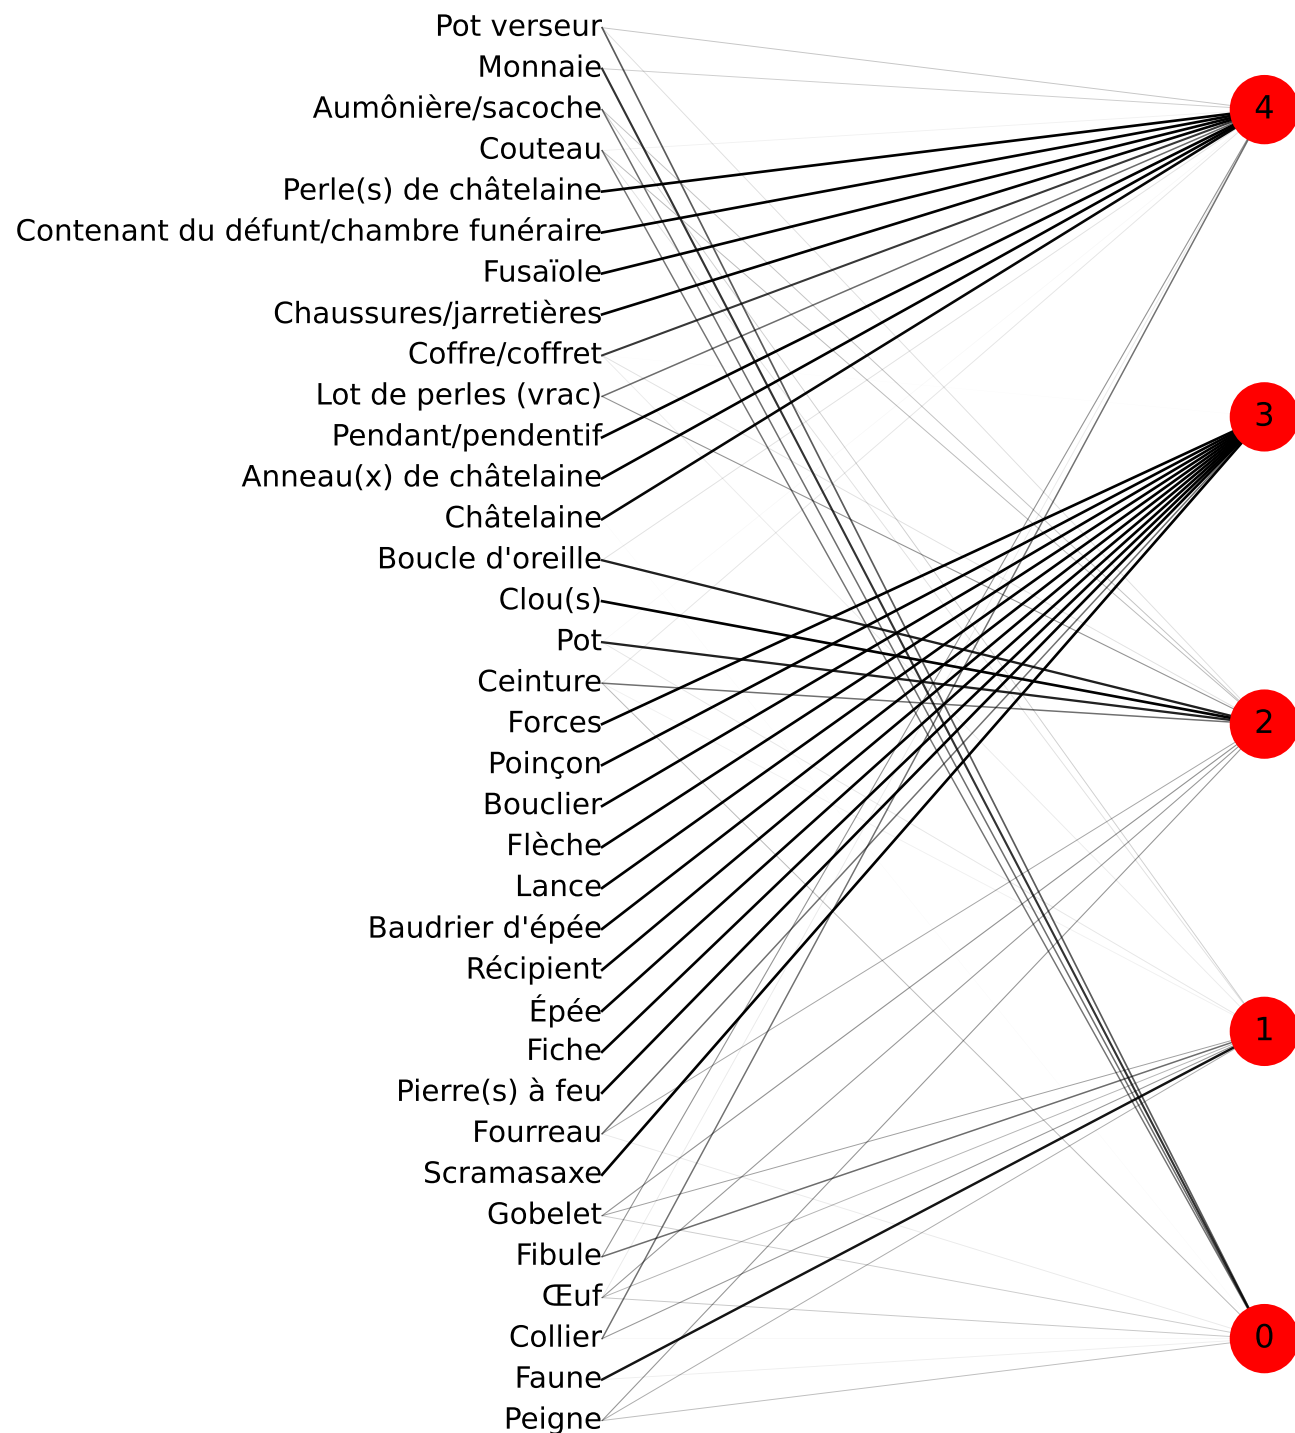 Pot verseur
Monnaie
Aumônière/sacoche
Couteau
Perle(s) de châtelaine
Contenant du défunt/chambre funéraire
Fusaïole
Chaussures/jarretières
Coffre/coffret
Lot de perles (vrac)
Pendant/pendentif
Anneau(x) de châtelaine
Châtelaine
Boucle d'oreille
Clou(s)
Pot
Ceinture
Forces
Poinçon
Bouclier
Flèche
Lance
Baudrier d'épée
Récipient
Épée
Fiche
Pierre(s) à feu
Fourreau
Scramasaxe
Gobelet
Fibule
Œuf
Collier
Faune
Peigne
4
3
2
1
0